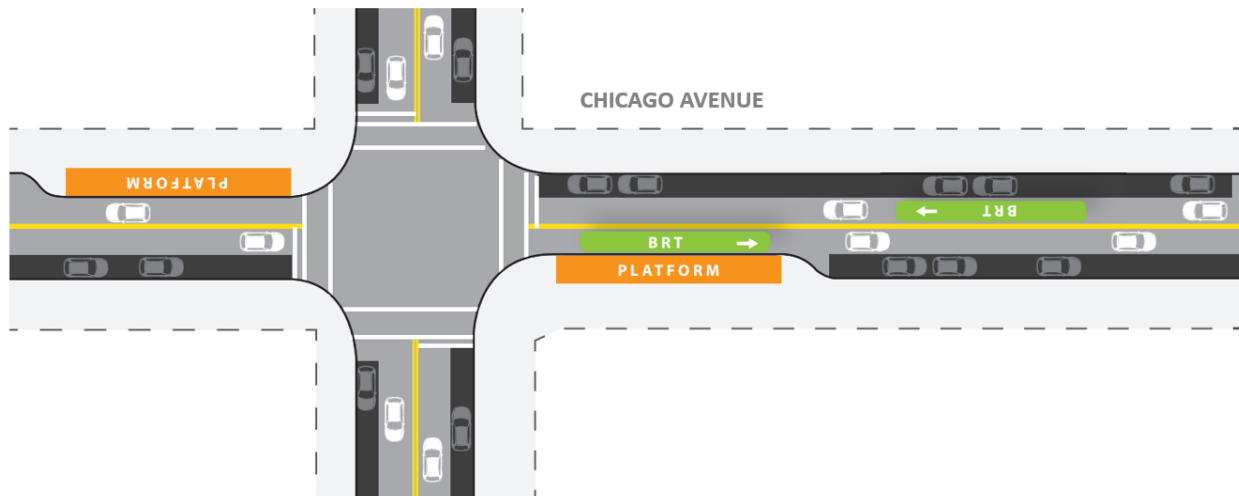 CHICAGO AVENUE
PLATFORM
BRT
BRT
PLATFORM